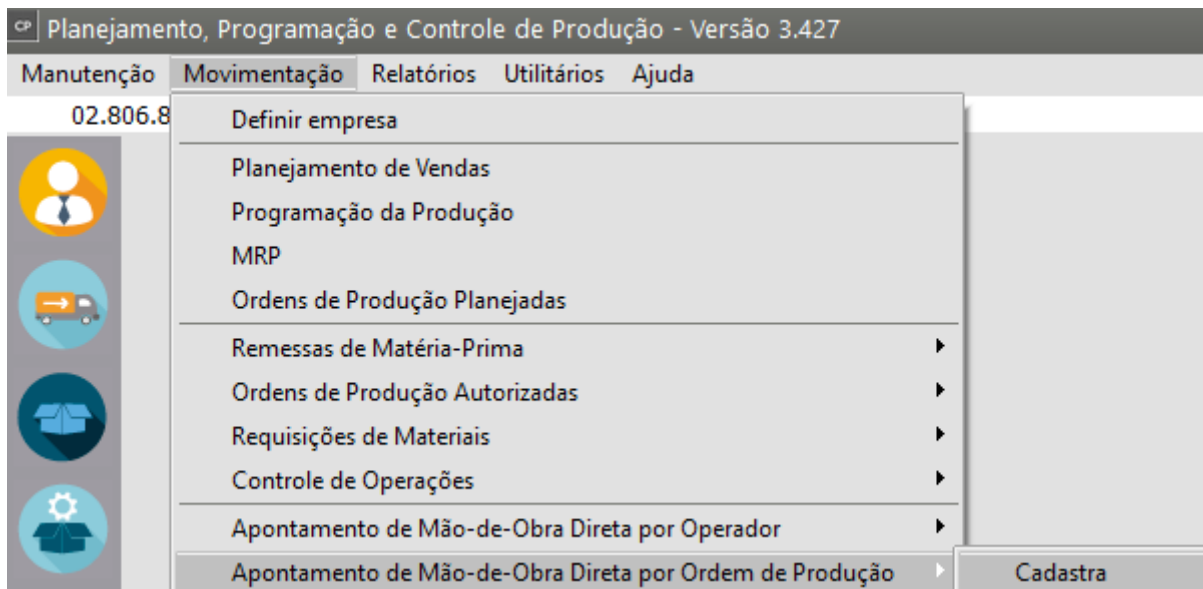 CP Planejamento, Programação e Controle de Produção - Versão 3.427
Manutenção Movimentação Relatórios Utilitários Ajuda
02.806.8
Definir empresa
Planejamento de Vendas
Programação da Produção
MRP
Ordens de Produção Planejadas
Remessas de Matéria-Prima
Ordens de Produção Autorizadas
Requisições de Materiais
Controle de Operações
Apontamento de Mão-de-Obra Direta por Operador
Apontamento de Mão-de-Obra Direta por Ordem de Produção Cadastra